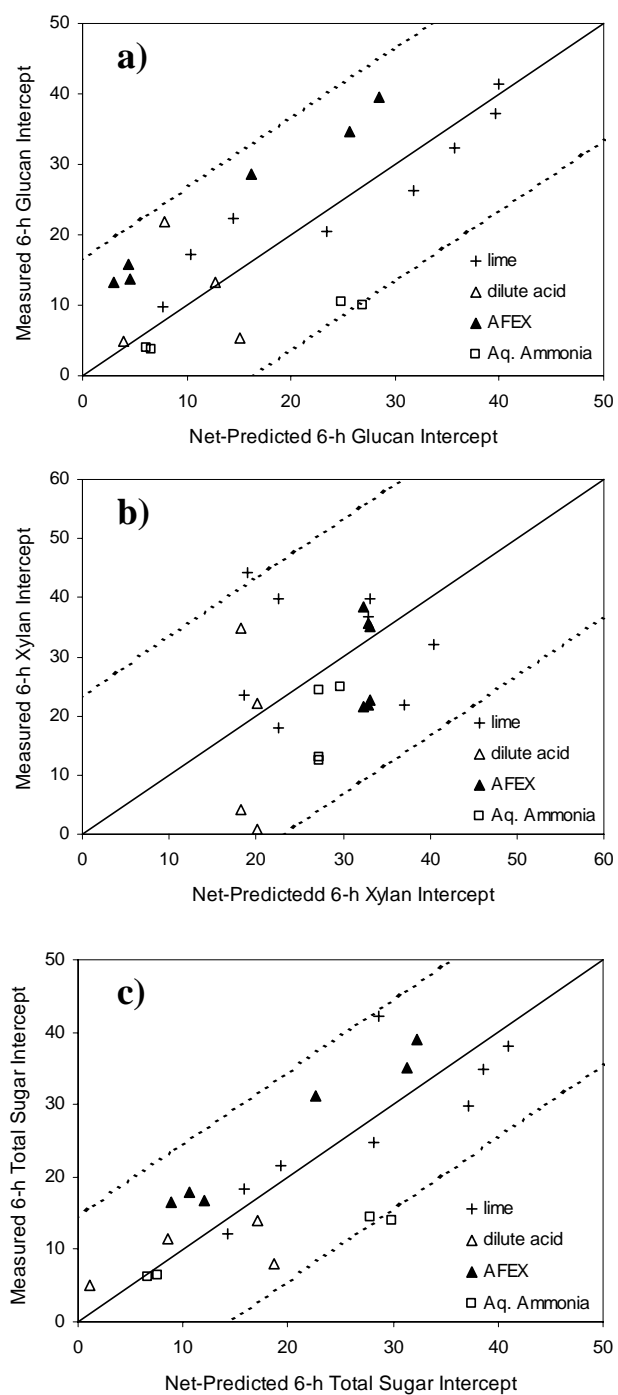 a)
50
40
30
20
10
0
Measured 6-h Glucan Intercept
lime
dilute acid
AFEX
Aq. Ammonia
0 10 20 30 40 50
Net-Predicted 6-h Glucan Intercept
b)
60
50
40
30
20
10
0
Measured 6-h Xylan Intercept
lime
dilute acid
AFEX
Aq. Ammonia
0 10 20 30 40 50 60
Net-Predictedd 6-h Xylan Intercept
c)
50
40
30
20
10
0
Measured 6-h Total Sugar Intercept
lime
dilute acid
AFEX
Aq. Ammonia
0 10 20 30 40 50
Net-Predicted 6-h Total Sugar Intercept